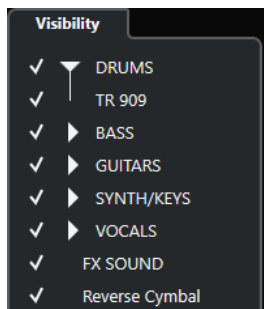 Visibility
DRUMS
TR 909
BASS
GUITARS
SYNTH/KEYS
VOCALS
FX SOUND
Reverse Cymbal